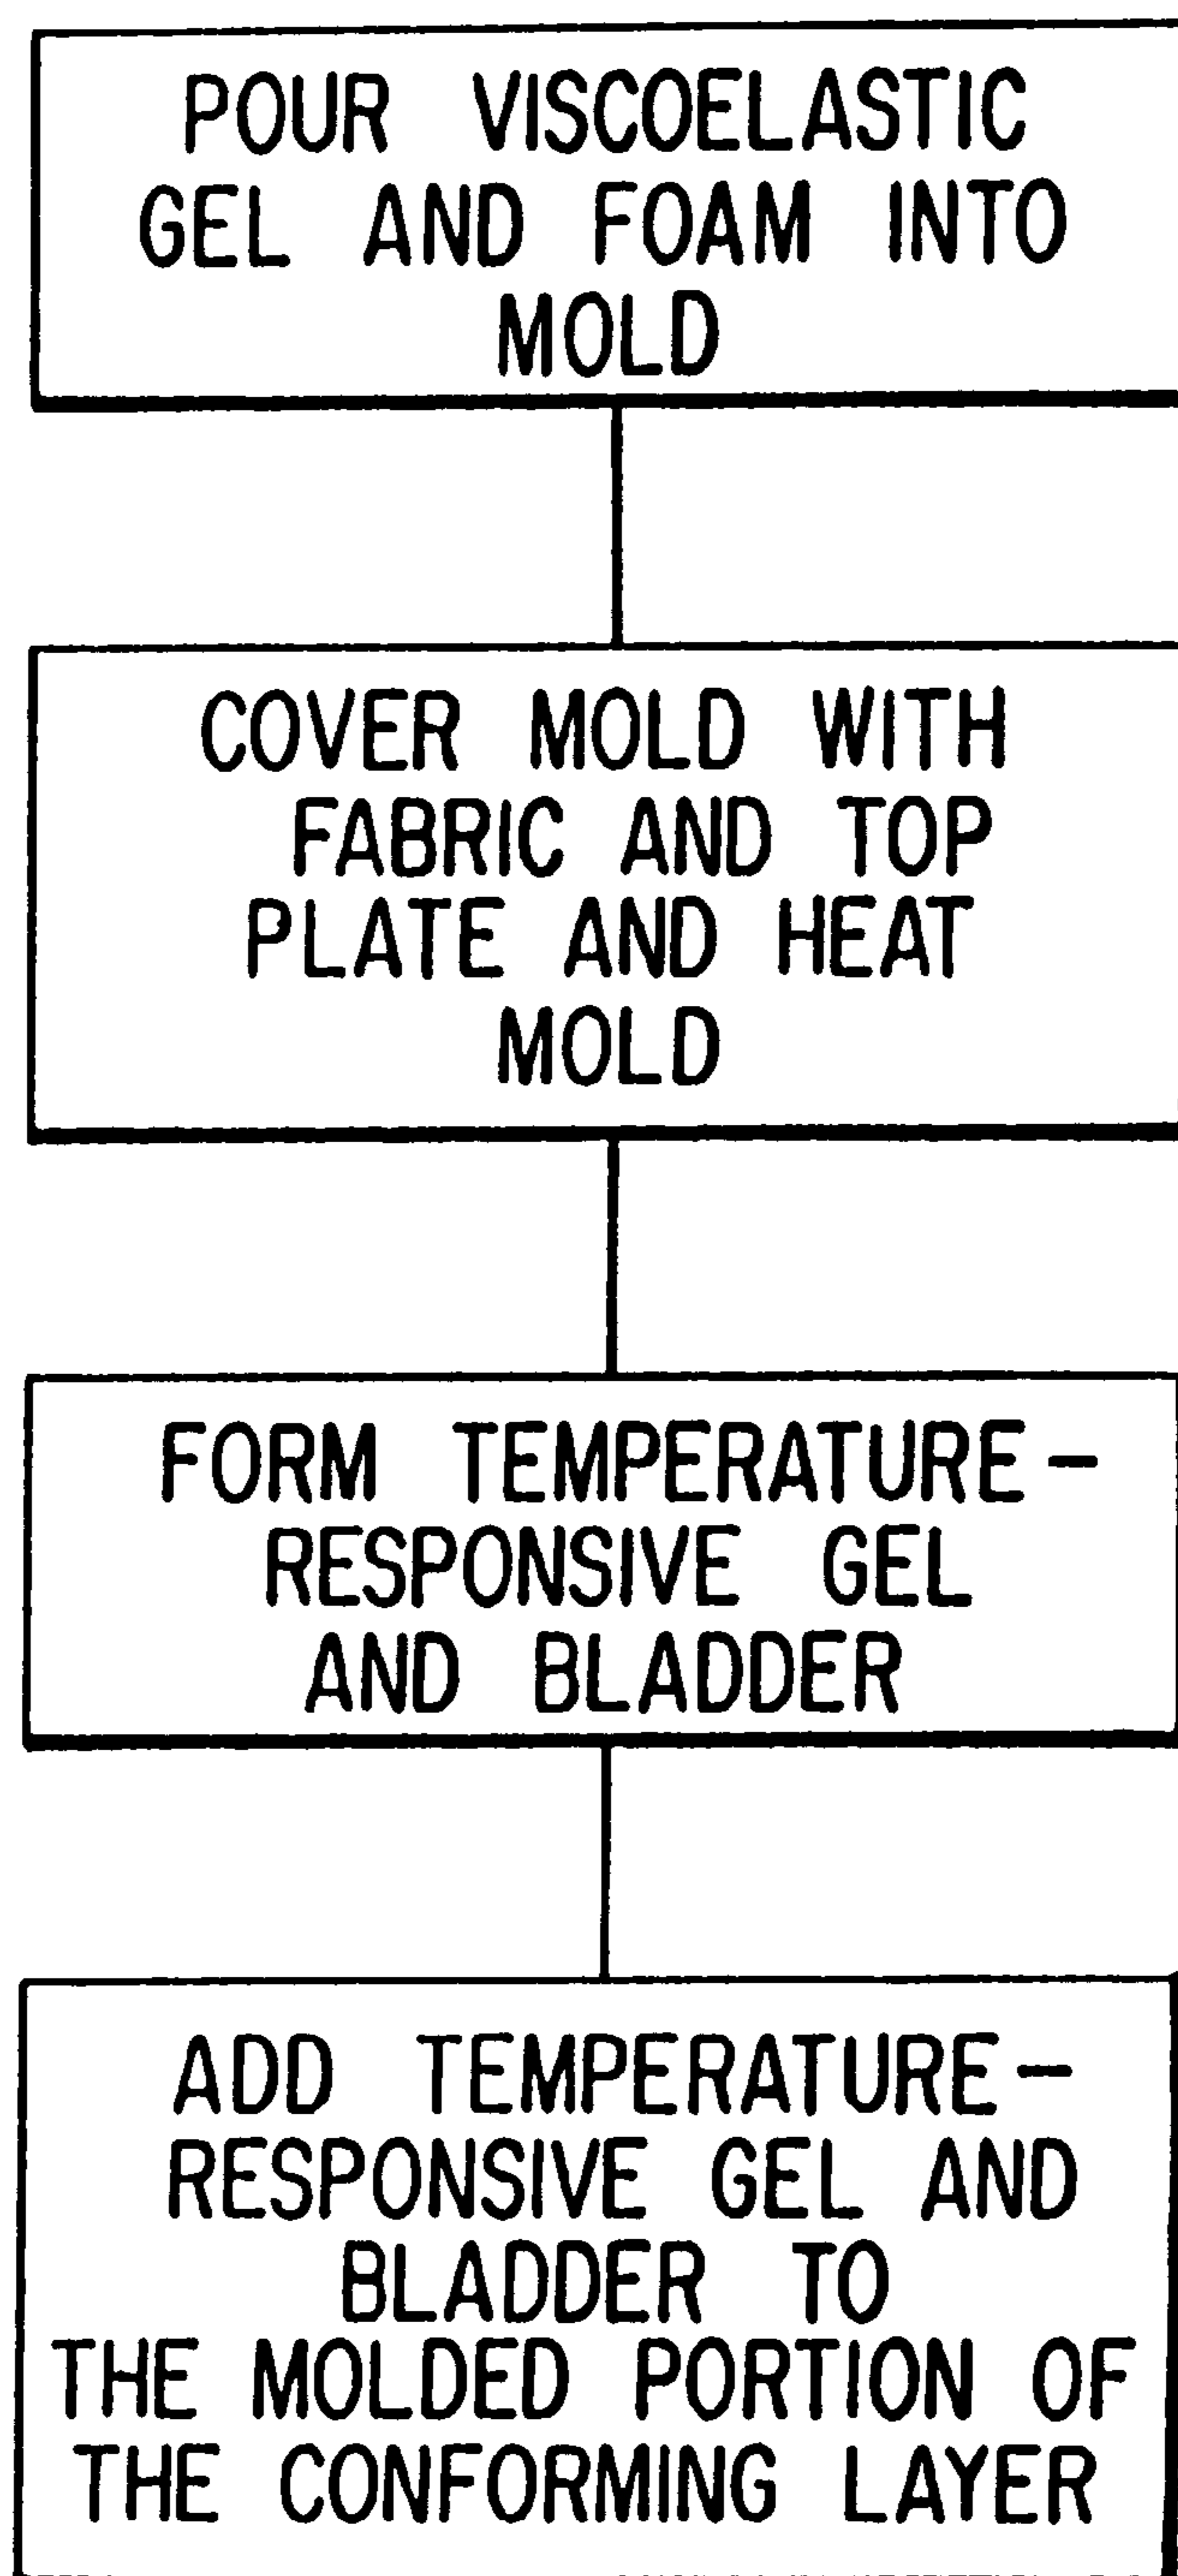 POUR VISCOELASTIC
GEL AND FOAM INTO
MOLD
COVER MOLD WITH
FABRIC AND TOP
PLATE AND HEAT
MOLD
FORM TEMPERATURE-
RESPONSIVE GEL
AND BLADDER
ADD TEMPERATURE-
RESPONSIVE GEL AND
BLADDER TO
THE MOLDED PORTION OF
THE CONFORMING LAYER